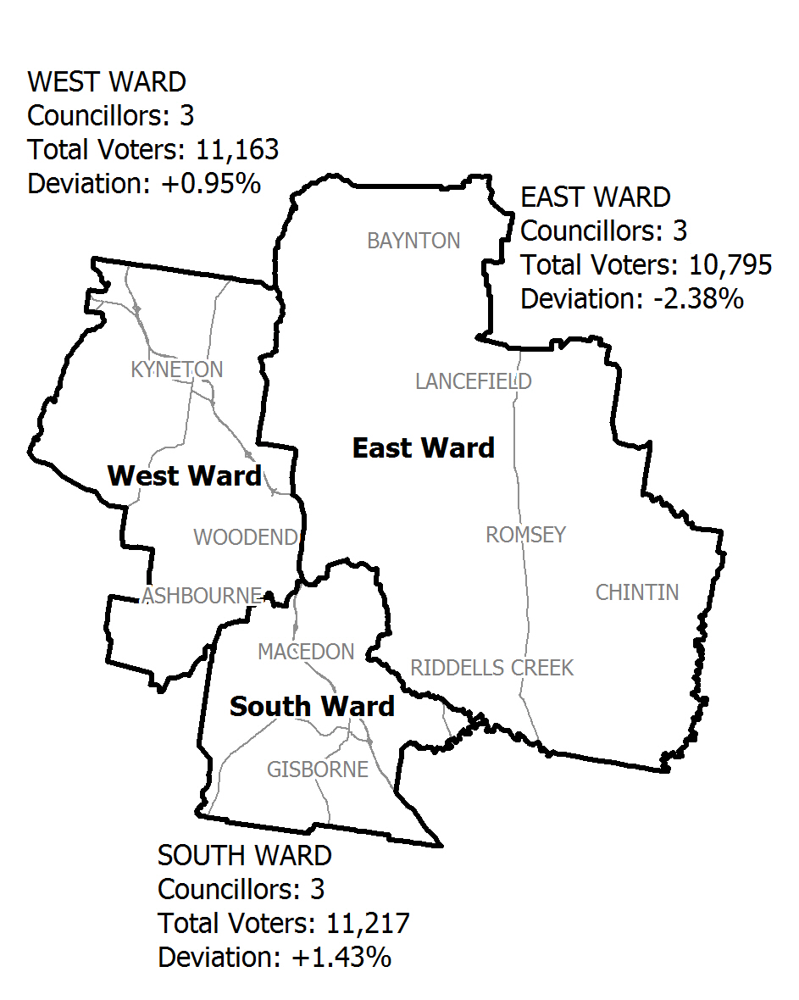 WEST WARD
Councillors: 3
Total Voters: 11,163
Deviation: +0.95%
EAST WARD
Councillors: 3
Total Voters: 10,795
Deviation: -2.38%
BAYNTON
KYNETON
LANCEFIELD
East Ward
West Ward
WOODEND
ROMSEY
ASHBOURNE
CHINTIN
MACEDON
RIDDELLS CREEK
South Ward
GISBORNE
SOUTH WARD
Councillors: 3
Total Voters: 11,217
Deviation: +1.43%